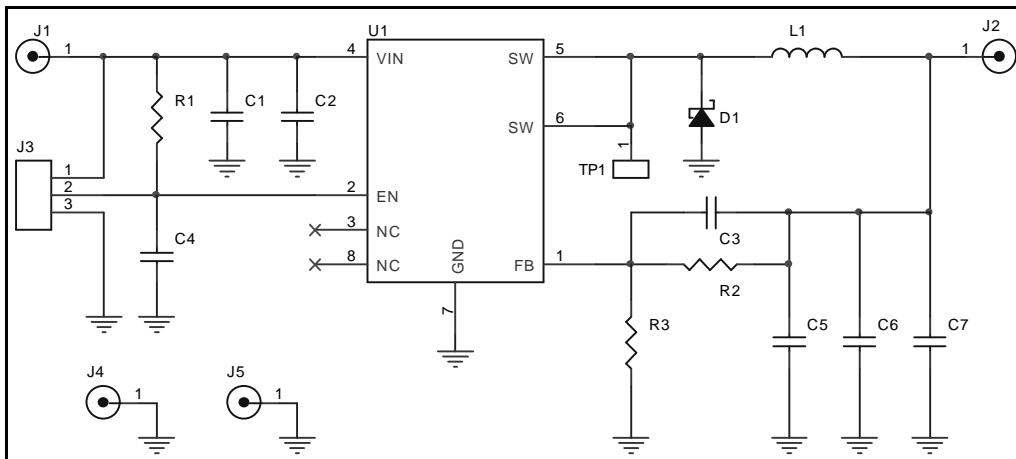 J1
1
U1
4
VIN
SW
5
L1
1
J2
R1
C1
C2
SW
6
D1
1
TP1
J3
1
2
3
2
EN
3
NC
8
NC
GND
7
FB
1
C3
R2
C4
R3
C5
C6
C7
J4
1
J5
1